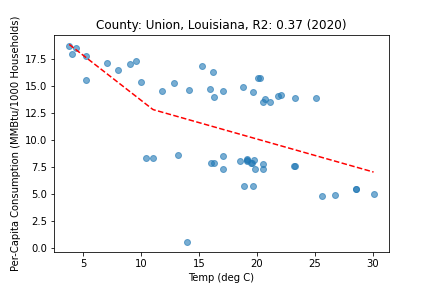 County: Union, Louisiana, R2: 0.37 (2020)
Per-Capita Consumption (MMBtu/1000 Households)
17.5
15.0
12.5
10.0
7.5
5.0
2.5
0.0
5 10 15 20 25 30
Temp (deg C)